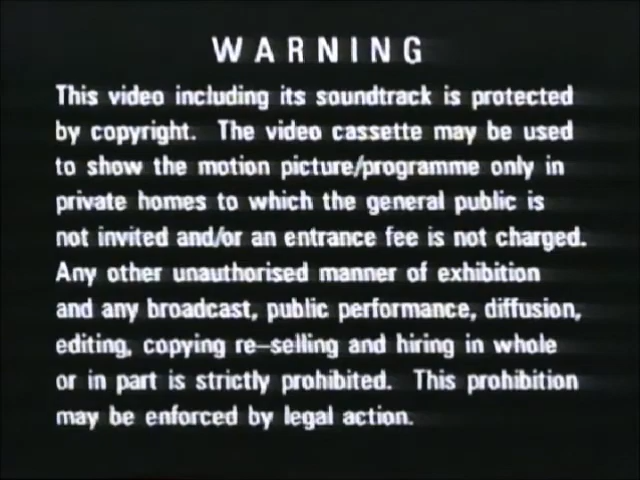 WARNING
This video including its soundtrack is protected
by copyright. The video cassette may be used
to show the motion picture/programme only in
private homes to which the general public is
not invited and/or an entrance fee is not charged.
Any other unauthorised manner of exhibition
and any broadcast, public performance, diffusion,
editing, copying re–selling and hiring in whole
or in part is strictly prohibited. This prohibition
may be enforced by legal action.